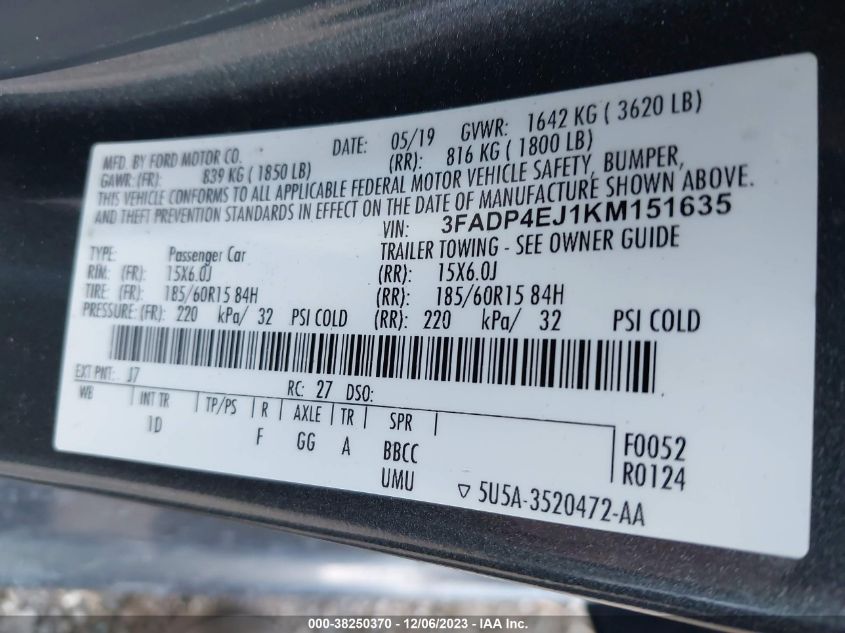 MFD. BY FORD MOTOR CO. DATE: 05/19 GVWR: 1642 KG ( 3620 LB)
GAWR: (FR): 839 KG ( 1850 LB) (RR): 816 KG ( 1800 LB)
THIS VEHICLE CONFORMS TO ALL APPLICABLE FEDERAL MOTOR VEHICLE SAFETY, BUMPER,
AND THEFT PREVENTION STANDARDS IN EFFECT ON THE DATE OF MANUFACTURE SHOWN ABOVE.
VIN: 3FADP4EJ1KM151635
TYPE: Passenger Car TRAILER TOWING - SEE OWNER GUIDE
RIM: (FR): 15X6.0J (RR): 15X6.0J
TIRE: (FR): 185/60R15 84H (RR): 185/60R15 84H
PRESSURE: (FR): 220 kPa/ 32 PSI COLD (RR): 220 kPa/ 32 PSI COLD
EXT PNT: J7 RC: 27 DSO:
WB INT TR TP/PS R AXLE TR SPR
1D F GG A BBCC F0052
UMU R0124
▽ 5U5A-3520472-AA
000-38250370 - 12/06/2023 - IAA Inc.